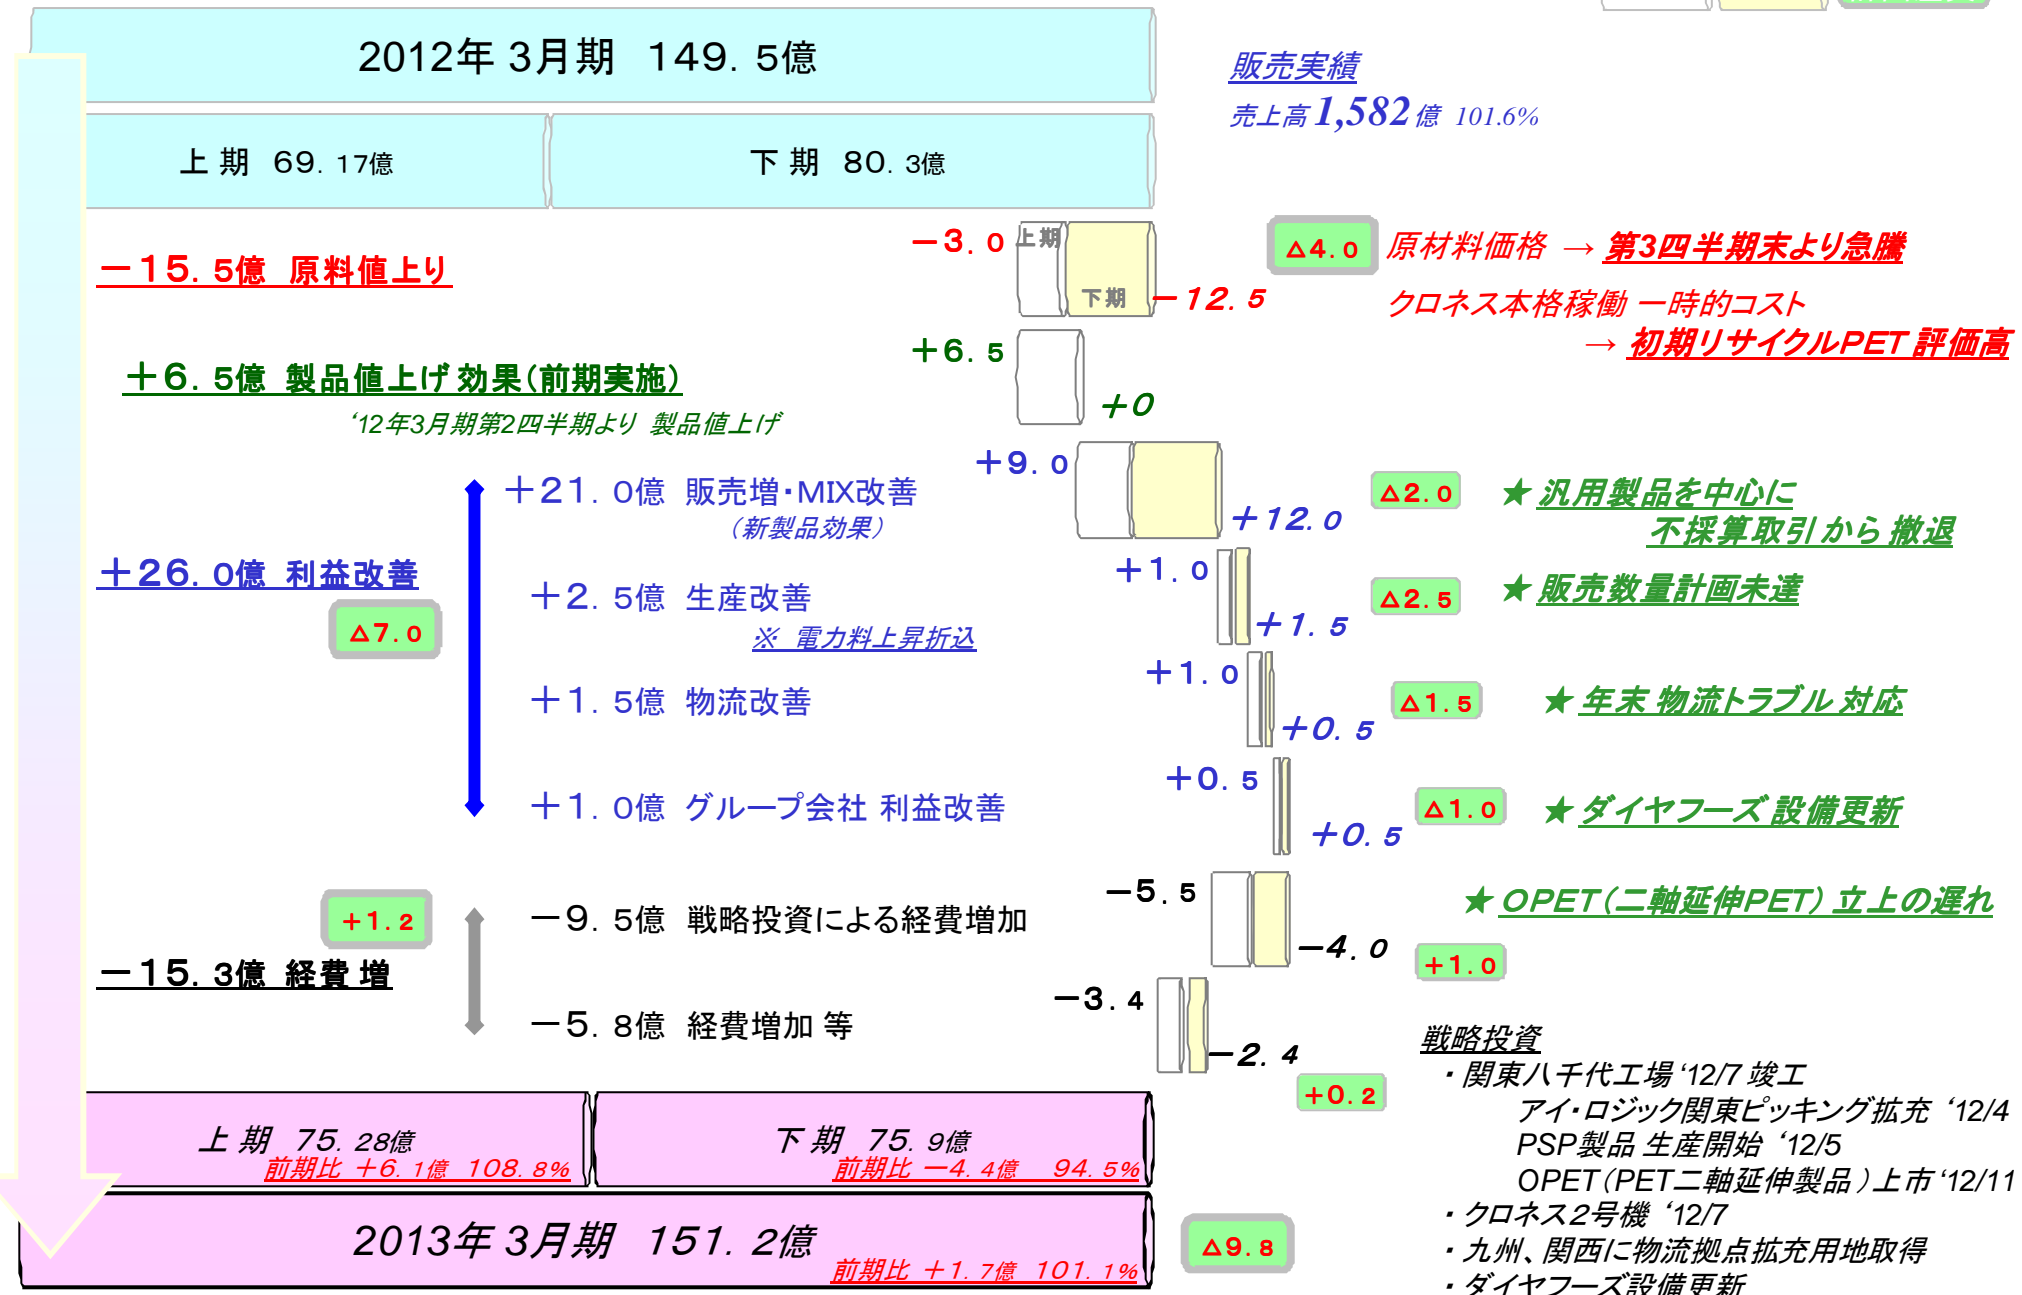 2012年 3月期　149．5億
上 期　69．17億
下 期　80．3億
販売実績
売上高 1,582 億 101.6%
－15．5億 原料値上り
－3．0
上期
下期
－12．5
△4．0
原材料価格 → 第3四半期末より急騰
クロネス本格稼働 一時的コスト
→ 初期リサイクルPET 評価高
＋6．5億 製品値上げ 効果（前期実施）
‘12年3月期第2四半期より 製品値上げ
＋6．5
＋0
＋26．0億 利益改善
△7．0
＋21．0億 販売増・MIX改善
（新製品効果）
＋9．0
＋12．0
△2．0
★ 汎用製品を中心に
不採算取引 から 撤退
＋2．5億 生産改善
※ 電力料上昇折込
＋1．0
＋1．5
△2．5
★ 販売数量計画未達
＋1．5億 物流改善
＋1．0
＋0．5
△1．5
★ 年末 物流トラブル 対応
＋1．0億 グループ会社 利益改善
＋0．5
＋0．5
△1．0
★ ダイヤフーズ 設備更新
－15．3億 経費 増
＋1．2
－9．5億 戦略投資による経費増加
－5．5
－4．0
＋1．0
★ OPET（二軸延伸PET） 立上の遅れ
－5．8億 経費増加 等
－3．4
－2．4
＋0．2
戦略投資
・関東八千代工場 ‘12/7 竣工
アイ・ロジック関東ピッキング拡充 ‘12/4
PSP製品 生産開始 ‘12/5
OPET（PET二軸延伸製品）上市 ‘12/11
・クロネス2号機 ‘12/7
・九州、関西に物流拠点拡充用地取得
・ダイヤフーズ設備更新
上 期　75．28億
前期比 ＋6．1億 108．8%
下 期　75．9億
前期比 －4．4億 94．5%
2013年 3月期　151．2億
前期比 ＋1．7億 101．1%
△9．8